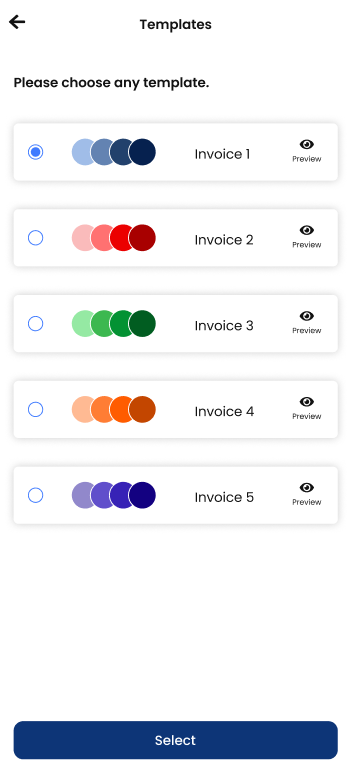 Templates
Please choose any template.
Invoice 1
Preview
Invoice 2
Preview
Invoice 3
Preview
Invoice 4
Preview
Invoice 5
Preview
Select